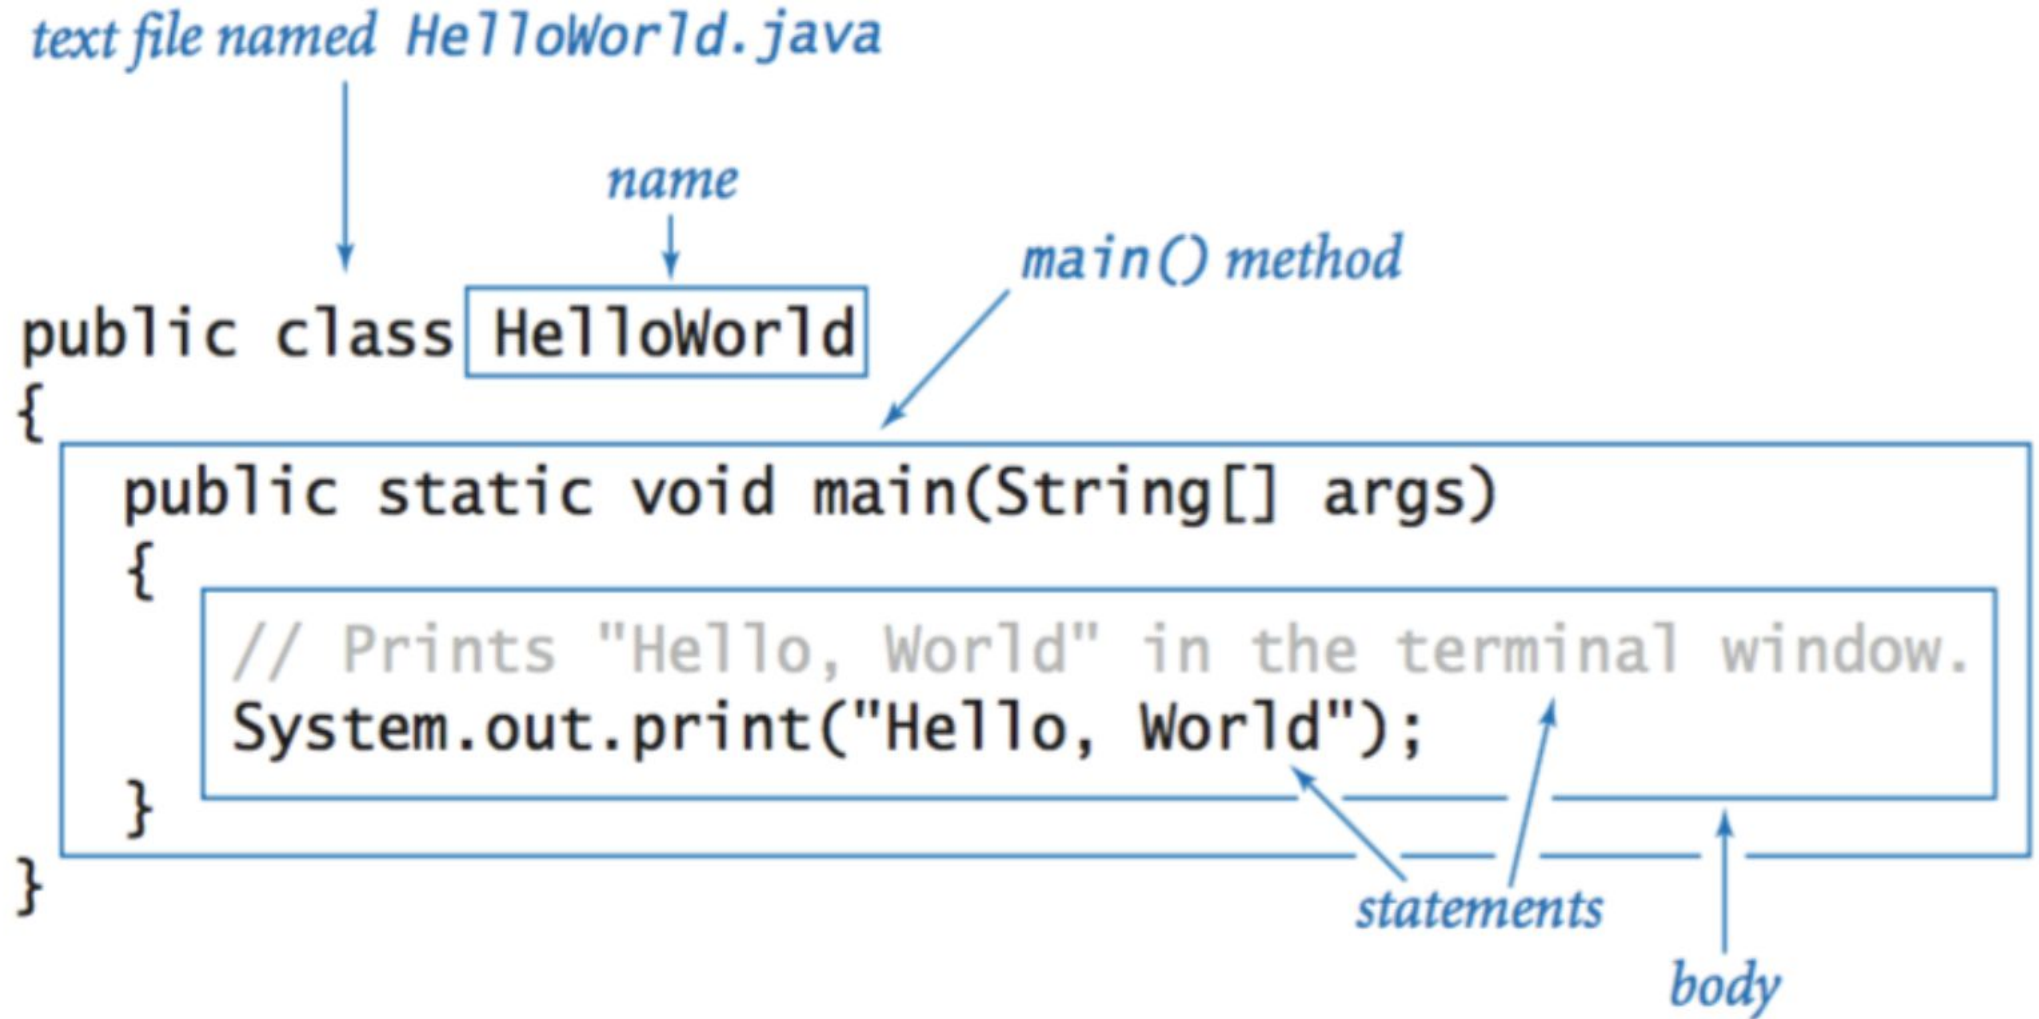 text file named HelloWorld.java
name
main() method
public class HelloWorld
{
public static void main(String[] args)
{
// Prints "Hello, World" in the terminal window.
System.out.print("Hello, World");
}
}
statements
body